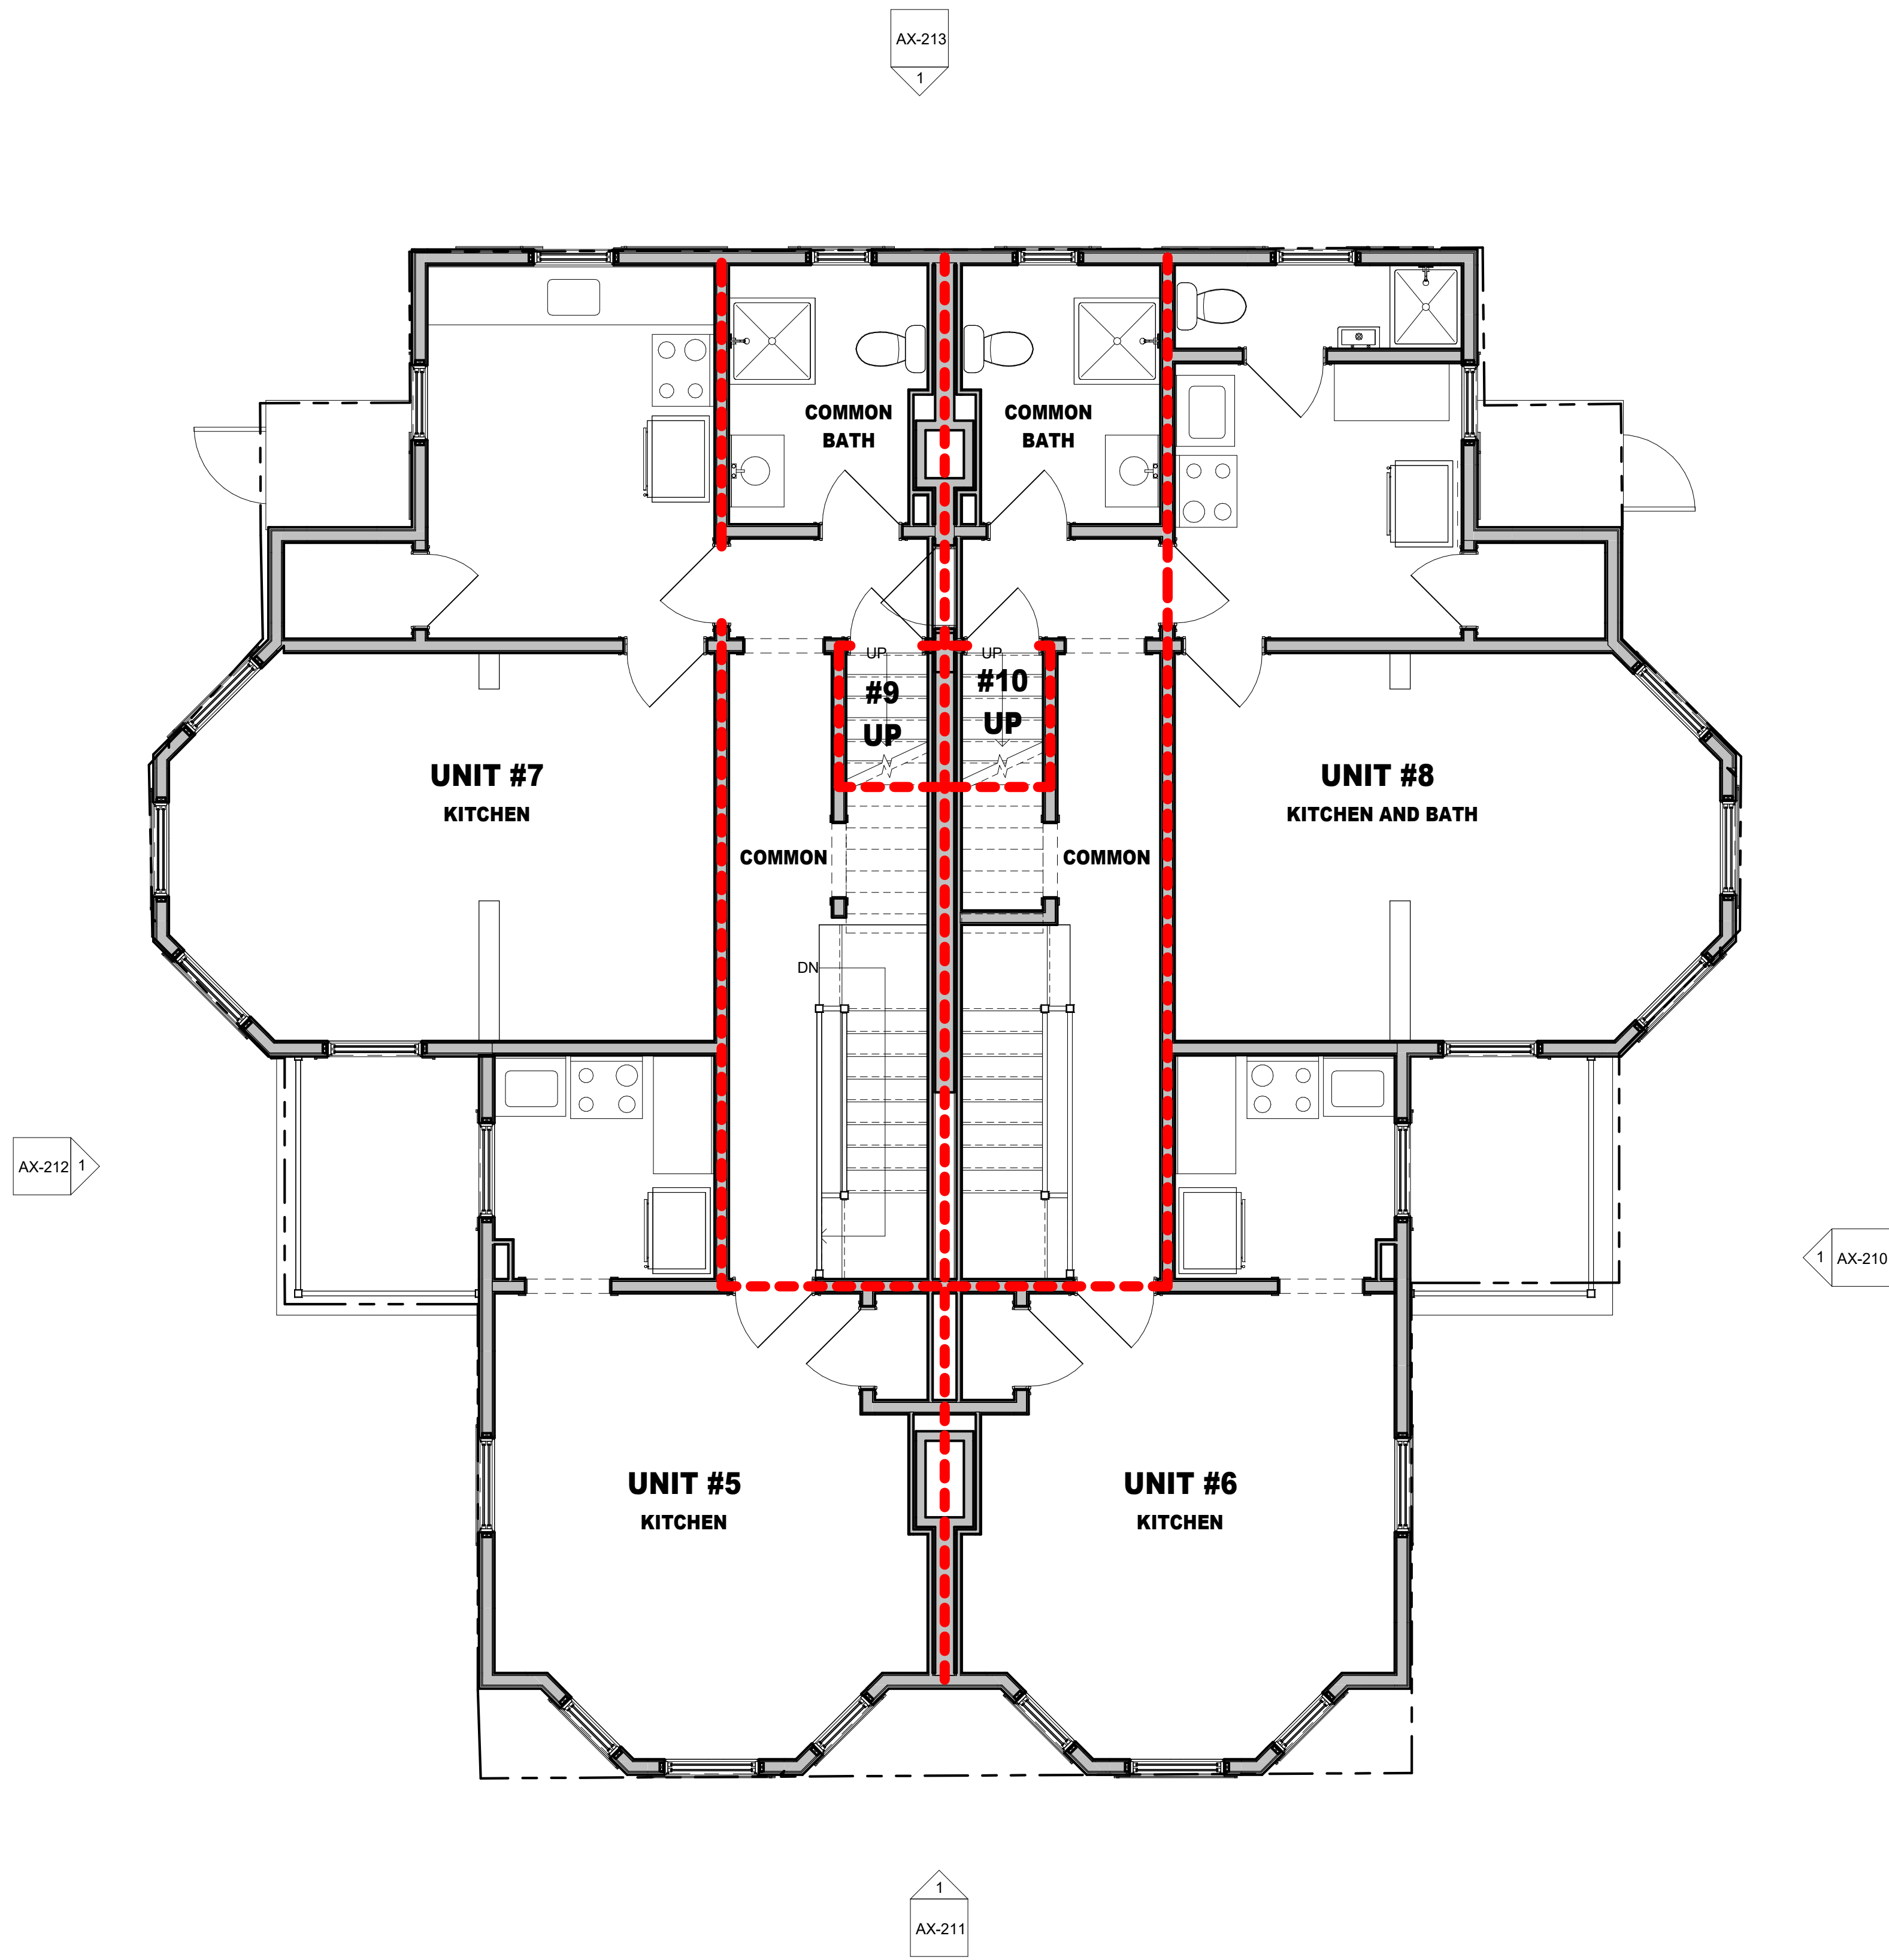 AX-213
1
COMMON
BATH
COMMON
BATH
UP
UP
#9
UP
#10
UP
UNIT #7
KITCHEN
UNIT #8
KITCHEN AND BATH
COMMON
COMMON
DN
AX-212
1
1
AX-210
UNIT #5
KITCHEN
UNIT #6
KITCHEN
1
AX-211